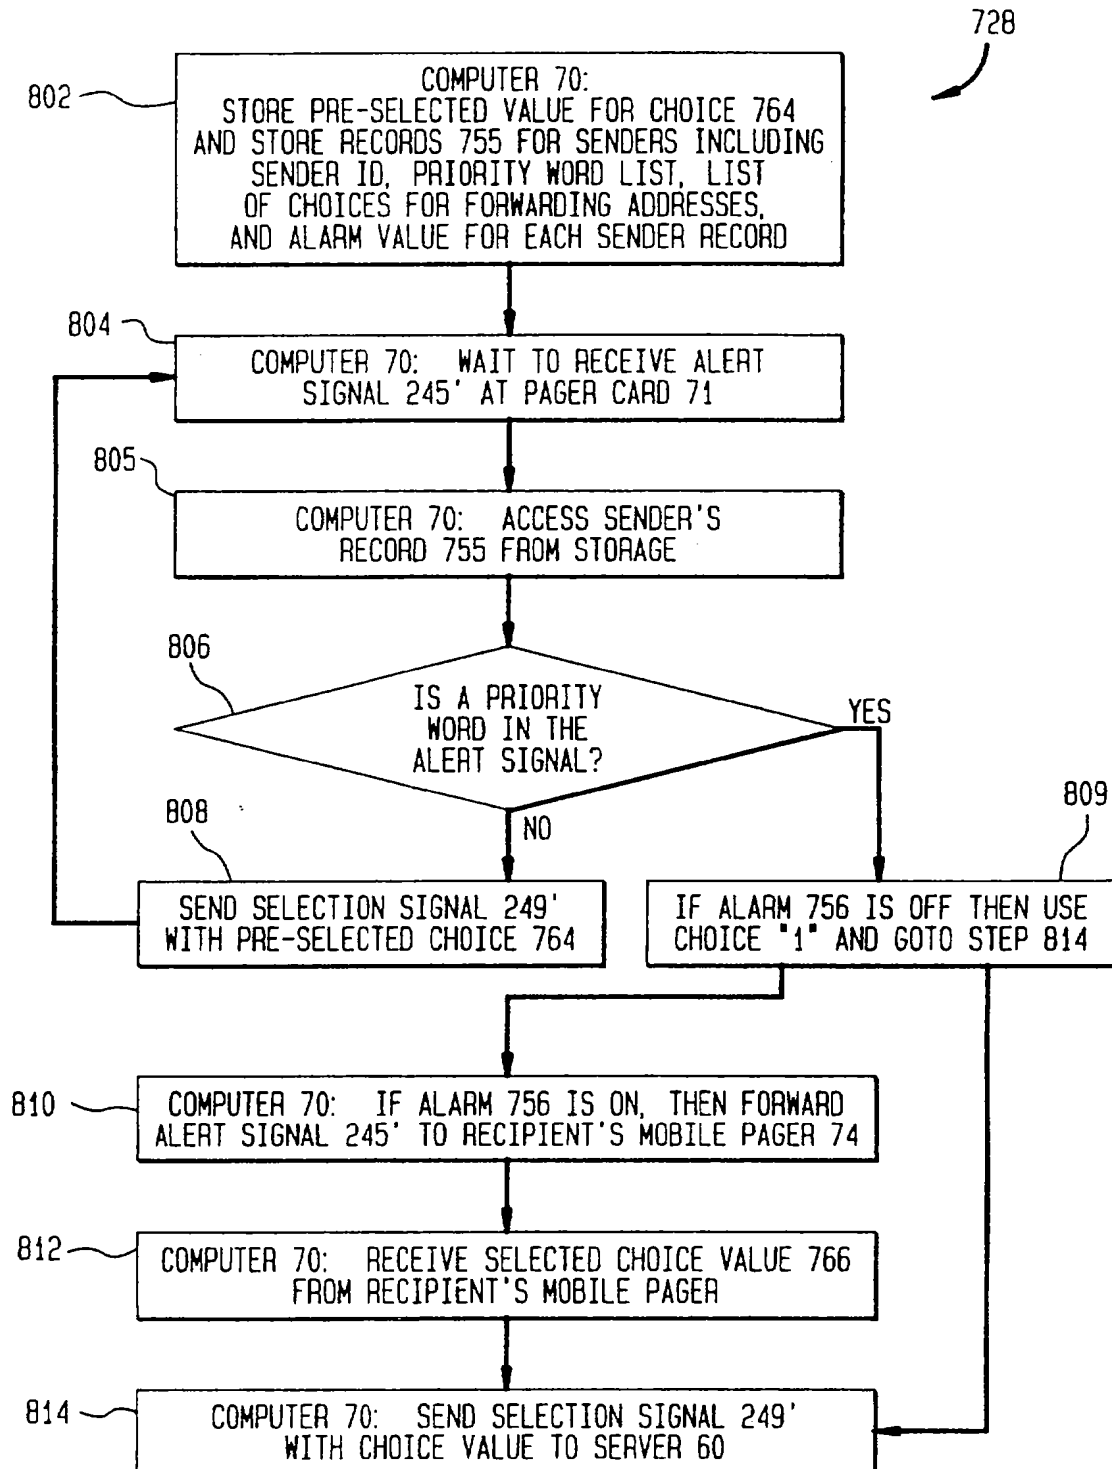 728
802
COMPUTER 70:
STORE PRE-SELECTED VALUE FOR CHOICE 764
AND STORE RECORDS 755 FOR SENDERS INCLUDING
SENDER ID, PRIORITY WORD LIST, LIST
OF CHOICES FOR FORWARDING ADDRESSES,
AND ALARM VALUE FOR EACH SENDER RECORD
804
COMPUTER 70: WAIT TO RECEIVE ALERT
SIGNAL 245' AT PAGER CARD 71
805
COMPUTER 70: ACCESS SENDER'S
RECORD 755 FROM STORAGE
806
IS A PRIORITY
WORD IN THE
ALERT SIGNAL?
YES
NO
808
SEND SELECTION SIGNAL 249'
WITH PRE-SELECTED CHOICE 764
809
IF ALARM 756 IS OFF THEN USE
CHOICE "1" AND GOTO STEP 814
810
COMPUTER 70: IF ALARM 756 IS ON, THEN FORWARD
ALERT SIGNAL 245' TO RECIPIENT'S MOBILE PAGER 74
812
COMPUTER 70: RECEIVE SELECTED CHOICE VALUE 766
FROM RECIPIENT'S MOBILE PAGER
814
COMPUTER 70: SEND SELECTION SIGNAL 249'
WITH CHOICE VALUE TO SERVER 60